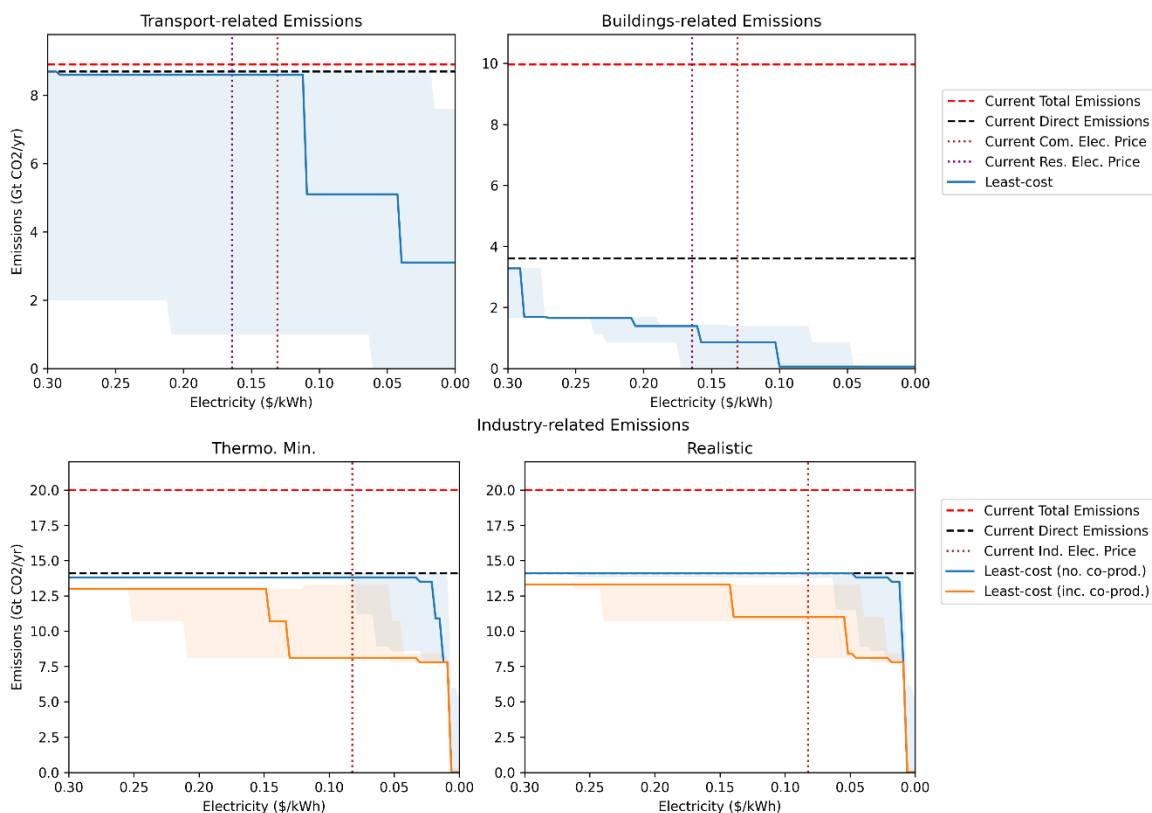 Transport-related Emissions
Emissions (Gt CO2/yr)
8
6
4
2
0
0.30 0.25 0.20 0.15 0.10 0.05 0.00
Electricity ($/kWh)
Buildings-related Emissions
10
8
6
4
2
0
0.30 0.25 0.20 0.15 0.10 0.05 0.00
Electricity ($/kWh)
Current Total Emissions
Current Direct Emissions
Current Com. Elec. Price
Current Res. Elec. Price
Least-cost
Industry-related Emissions
Thermo. Min.
Emissions (Gt CO2/yr)
20.0
17.5
15.0
12.5
10.0
7.5
5.0
2.5
0.0
0.30 0.25 0.20 0.15 0.10 0.05 0.00
Electricity ($/kWh)
Realistic
20.0
17.5
15.0
12.5
10.0
7.5
5.0
2.5
0.0
0.30 0.25 0.20 0.15 0.10 0.05 0.00
Electricity ($/kWh)
Current Total Emissions
Current Direct Emissions
Current Ind. Elec. Price
Least-cost (no. co-prod.)
Least-cost (inc. co-prod.)